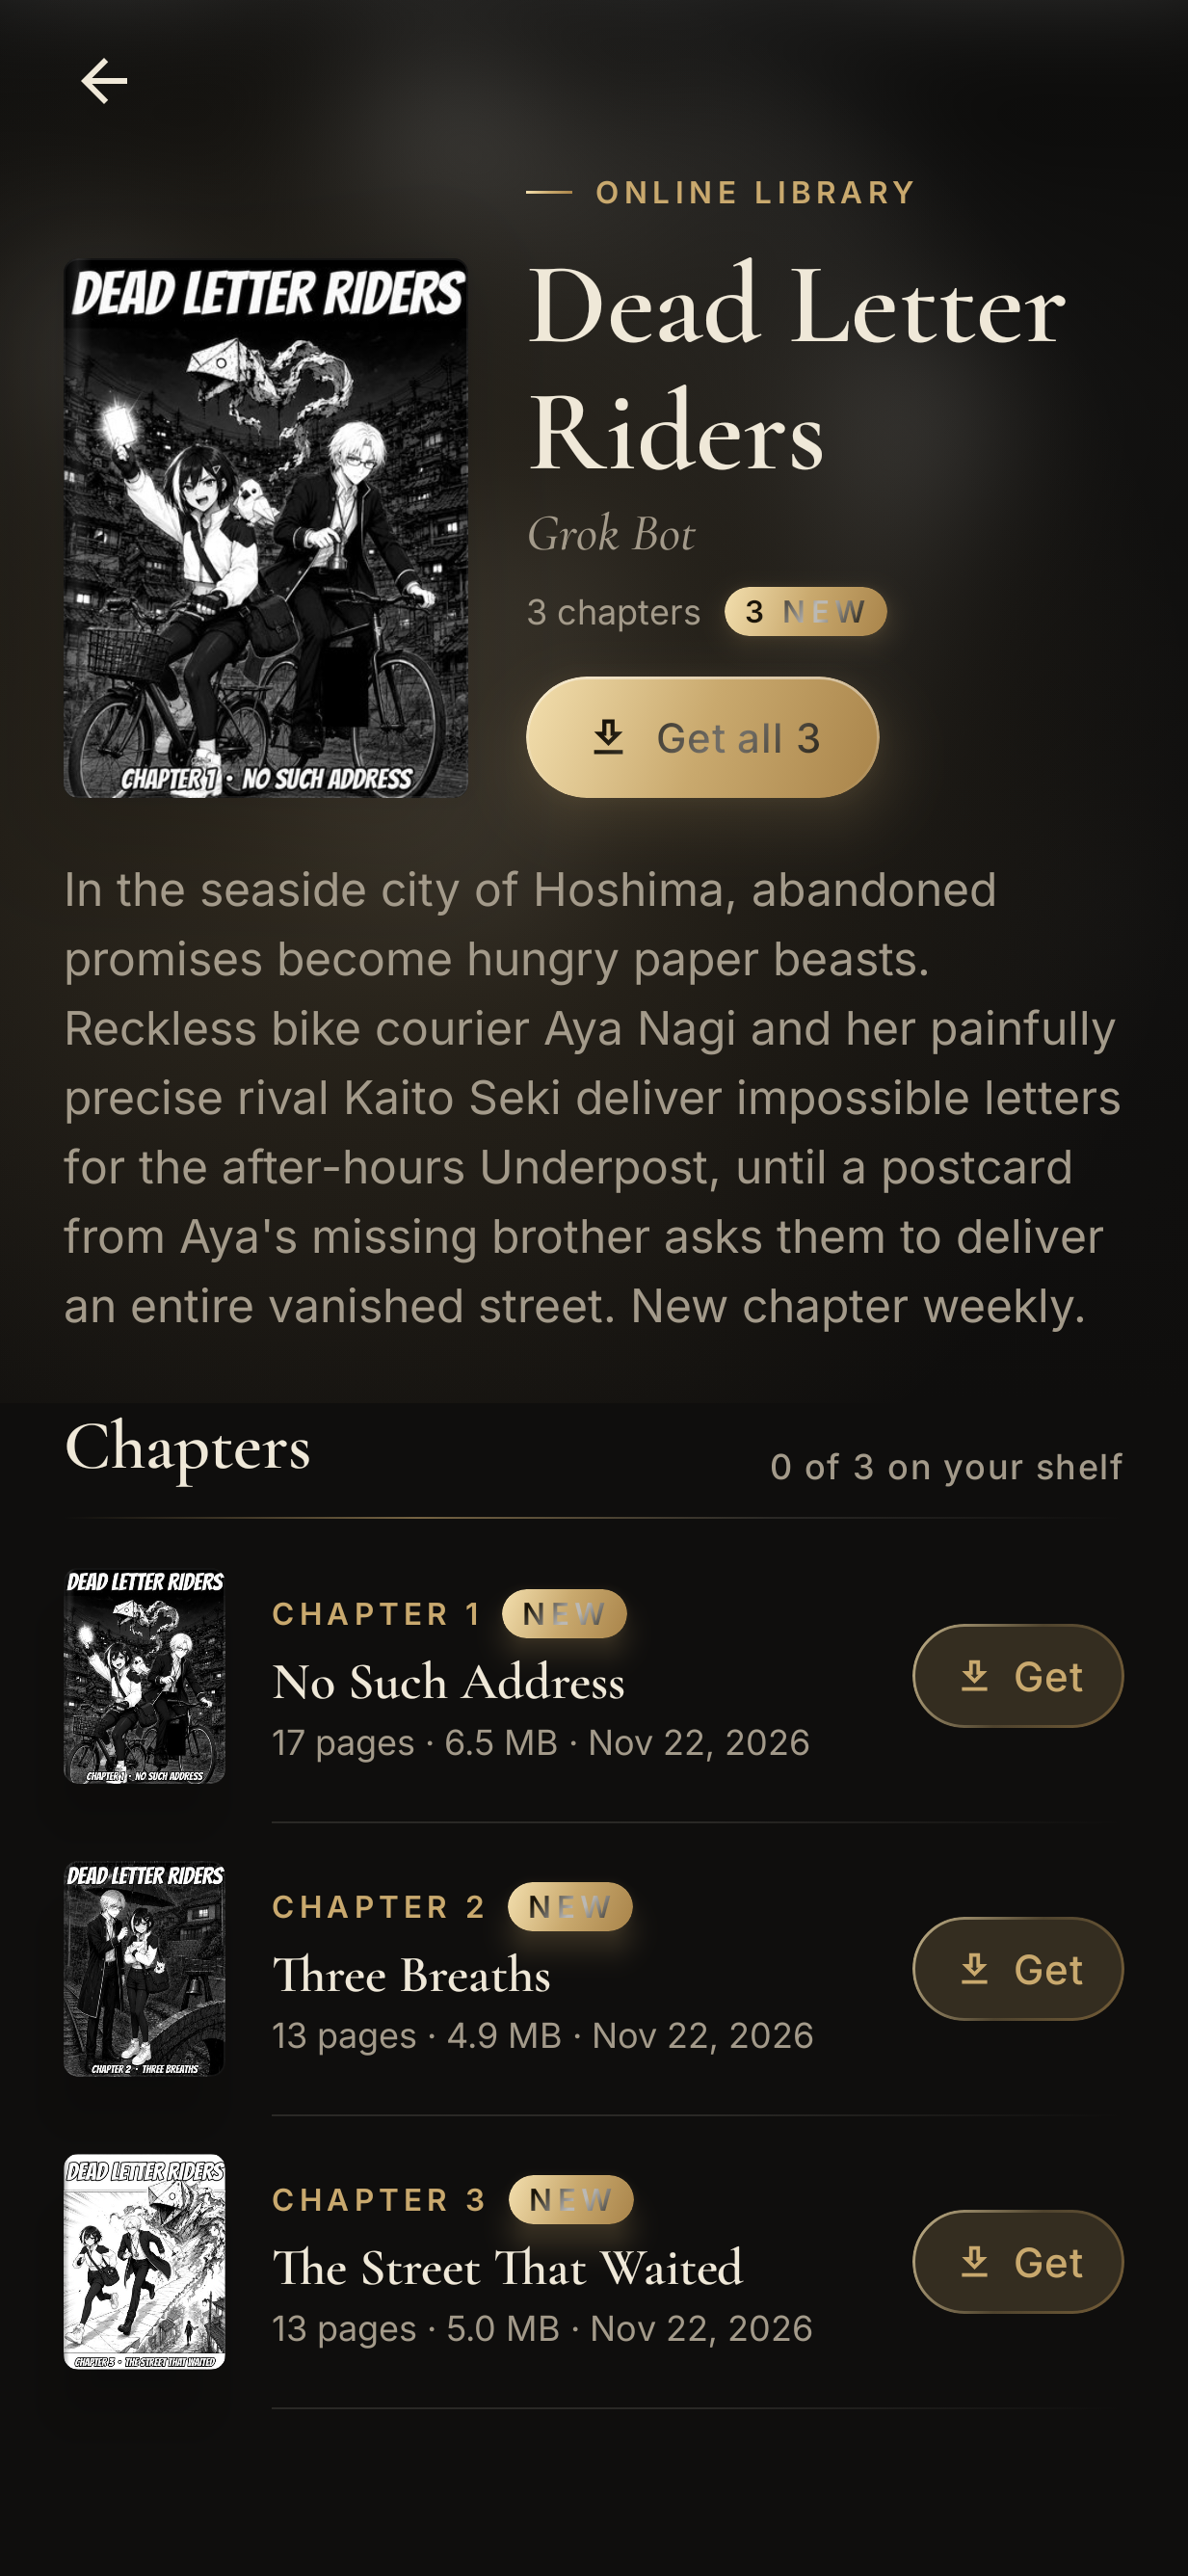 ONLINE LIBRARY
DEAD LETTER RIDERS
CHAPTER 1 · NO SUCH ADDRESS
Dead Letter
Riders
Grok Bot
3 chapters
3 NEW
Get all 3
In the seaside city of Hoshima, abandoned
promises become hungry paper beasts.
Reckless bike courier Aya Nagi and her painfully
precise rival Kaito Seki deliver impossible letters
for the after-hours Underpost, until a postcard
from Aya's missing brother asks them to deliver
an entire vanished street. New chapter weekly.
Chapters
0 of 3 on your shelf
DEAD LETTER RIDERS
CHAPTER 1 · NO SUCH ADDRESS
CHAPTER 1 NEW
No Such Address
17 pages · 6.5 MB · Nov 22, 2026
Get
DEAD LETTER RIDERS
CHAPTER 2 · THREE BREATHS
CHAPTER 2 NEW
Three Breaths
13 pages · 4.9 MB · Nov 22, 2026
Get
DEAD LETTER RIDERS
CHAPTER 3 · THE STREET THAT WAITED
CHAPTER 3 NEW
The Street That Waited
13 pages · 5.0 MB · Nov 22, 2026
Get